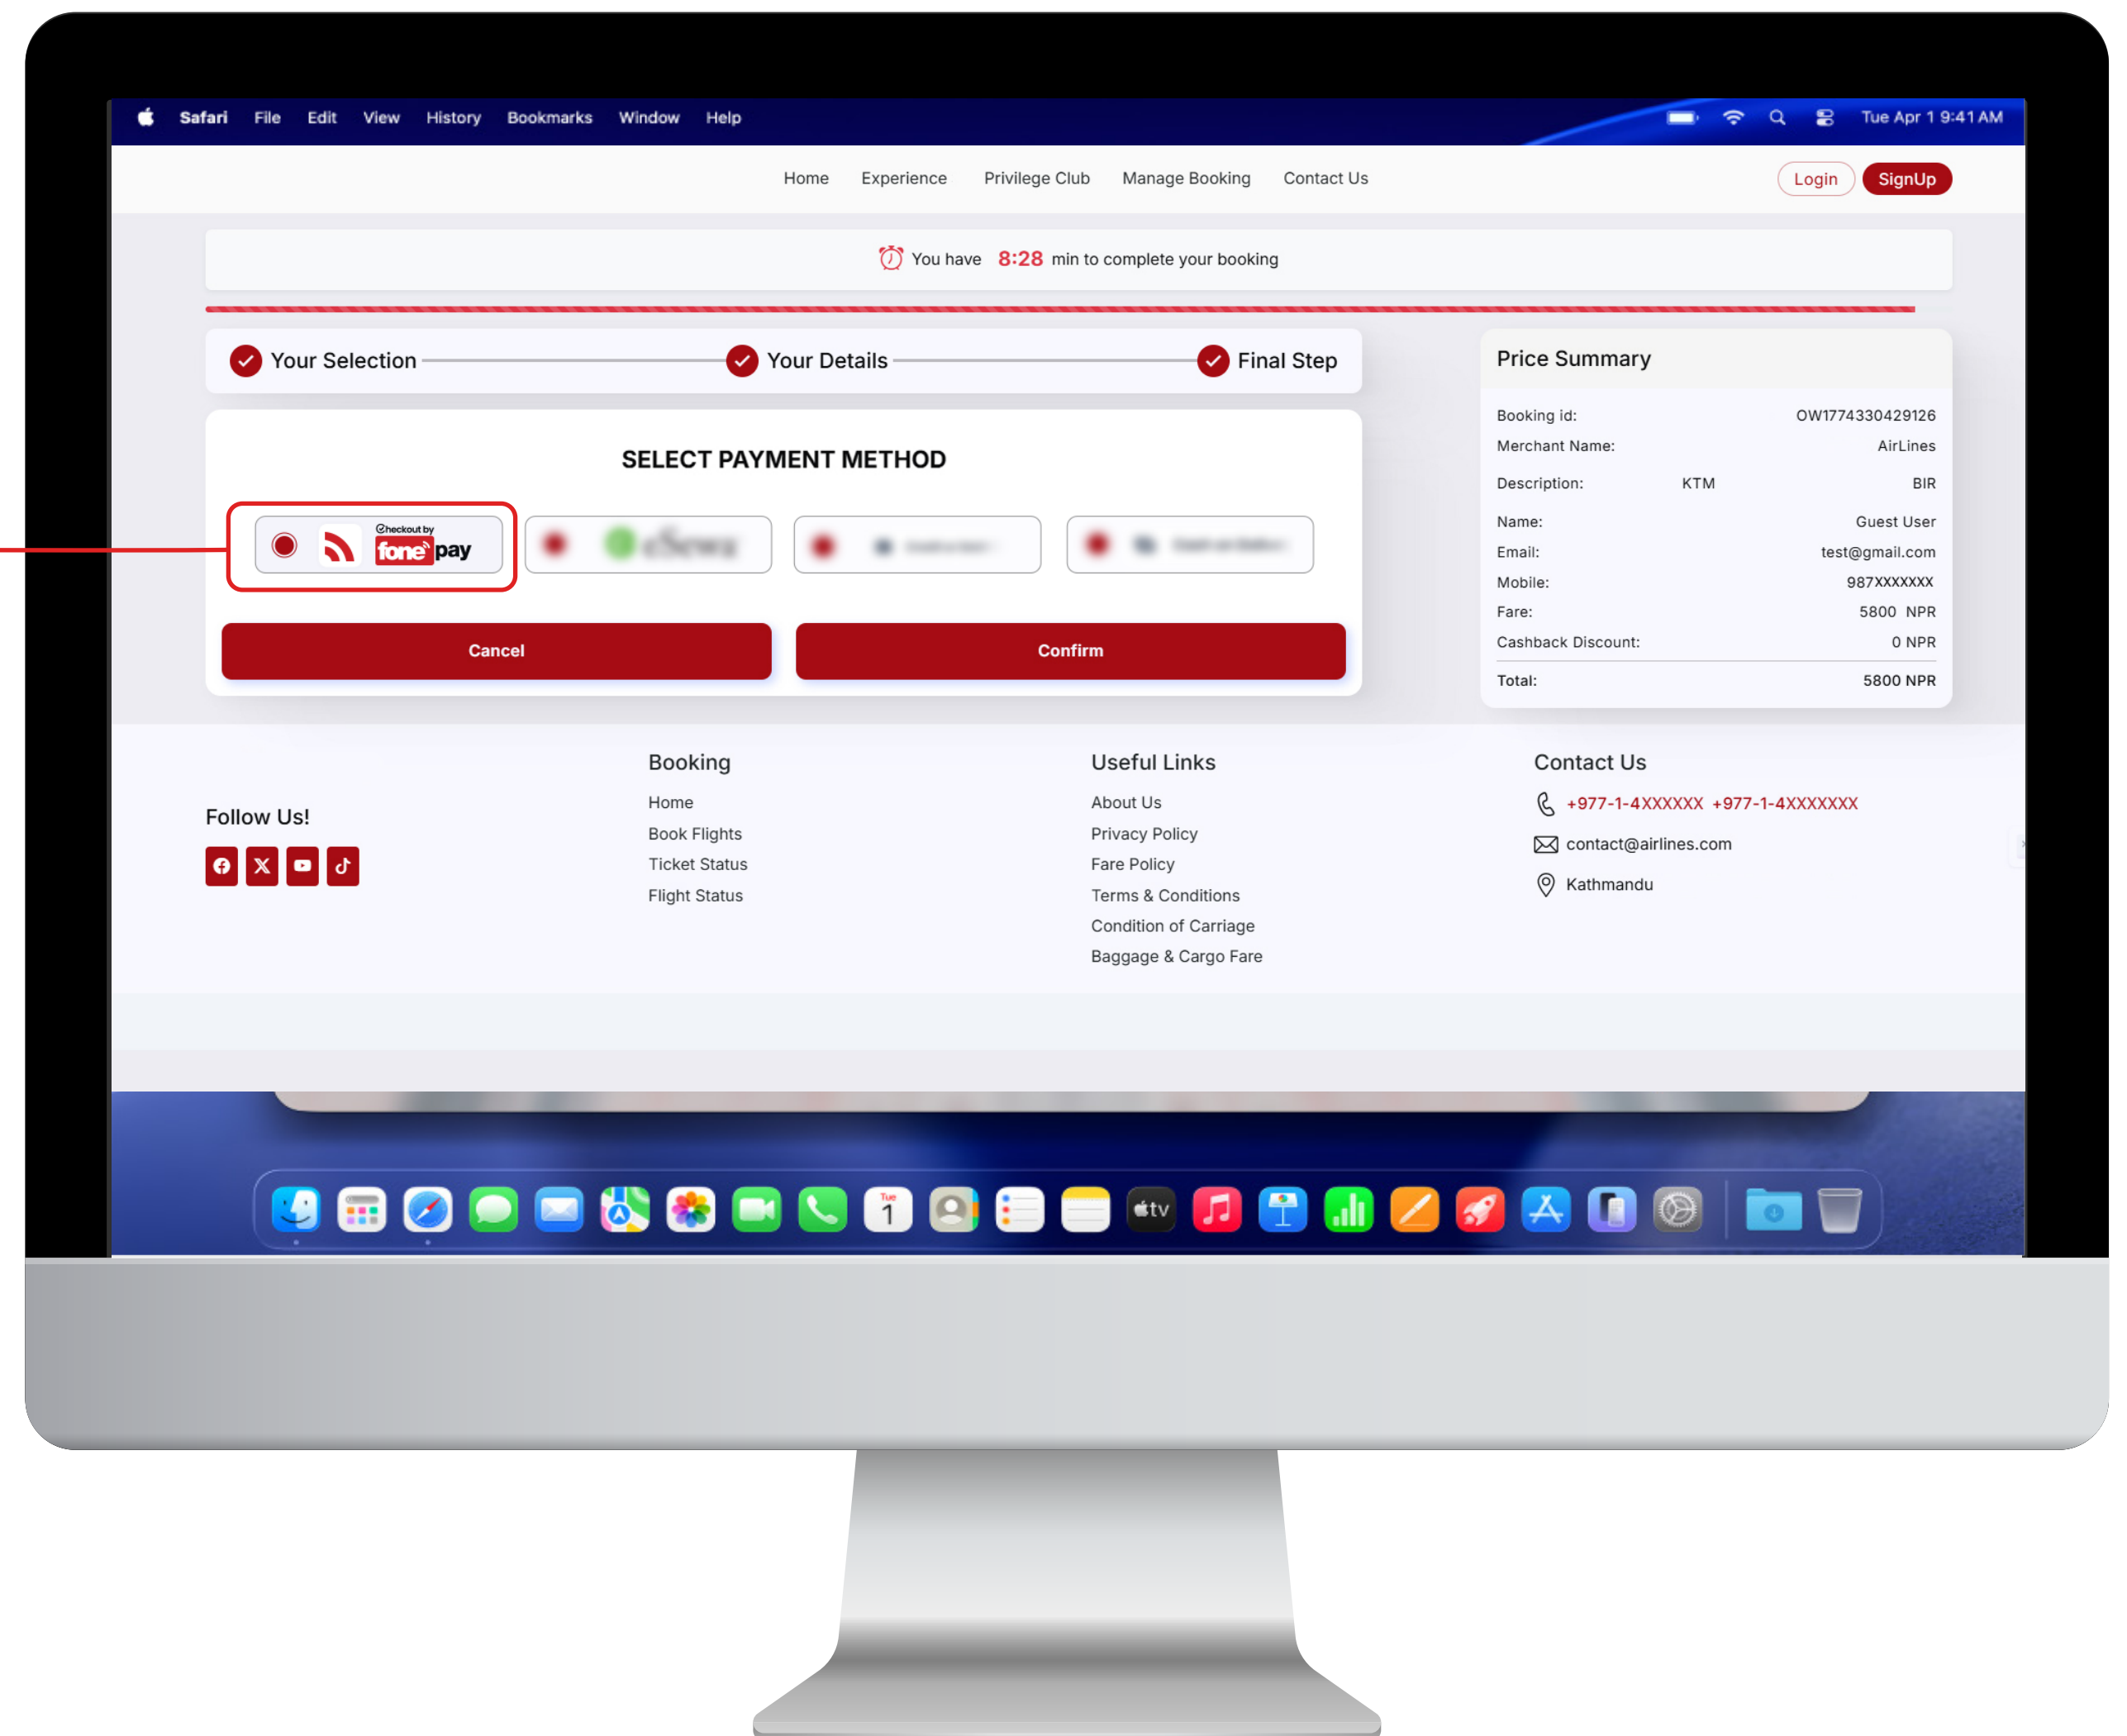 Safari File Edit View History Bookmarks Window Help
Tue Apr 1 9:41 AM
Home Experience Privilege Club Manage Booking Contact Us
Login SignUp
You have 8:28 min to complete your booking
Your Selection Your Details Final Step
SELECT PAYMENT METHOD
Checkout by
fonepay
eSewa
Cancel Confirm
Price Summary
Booking id: OW1774330429126
Merchant Name: AirLines
Description: KTM BIR
Name: Guest User
Email: test@gmail.com
Mobile: 987XXXXXXX
Fare: 5800 NPR
Cashback Discount: 0 NPR
Total: 5800 NPR
Follow Us!
Booking
Home
Book Flights
Ticket Status
Flight Status
Useful Links
About Us
Privacy Policy
Fare Policy
Terms & Conditions
Condition of Carriage
Baggage & Cargo Fare
Contact Us
+977-1-4XXXXXX +977-1-4XXXXXXX
contact@airlines.com
Kathmandu
Tue
1
tv